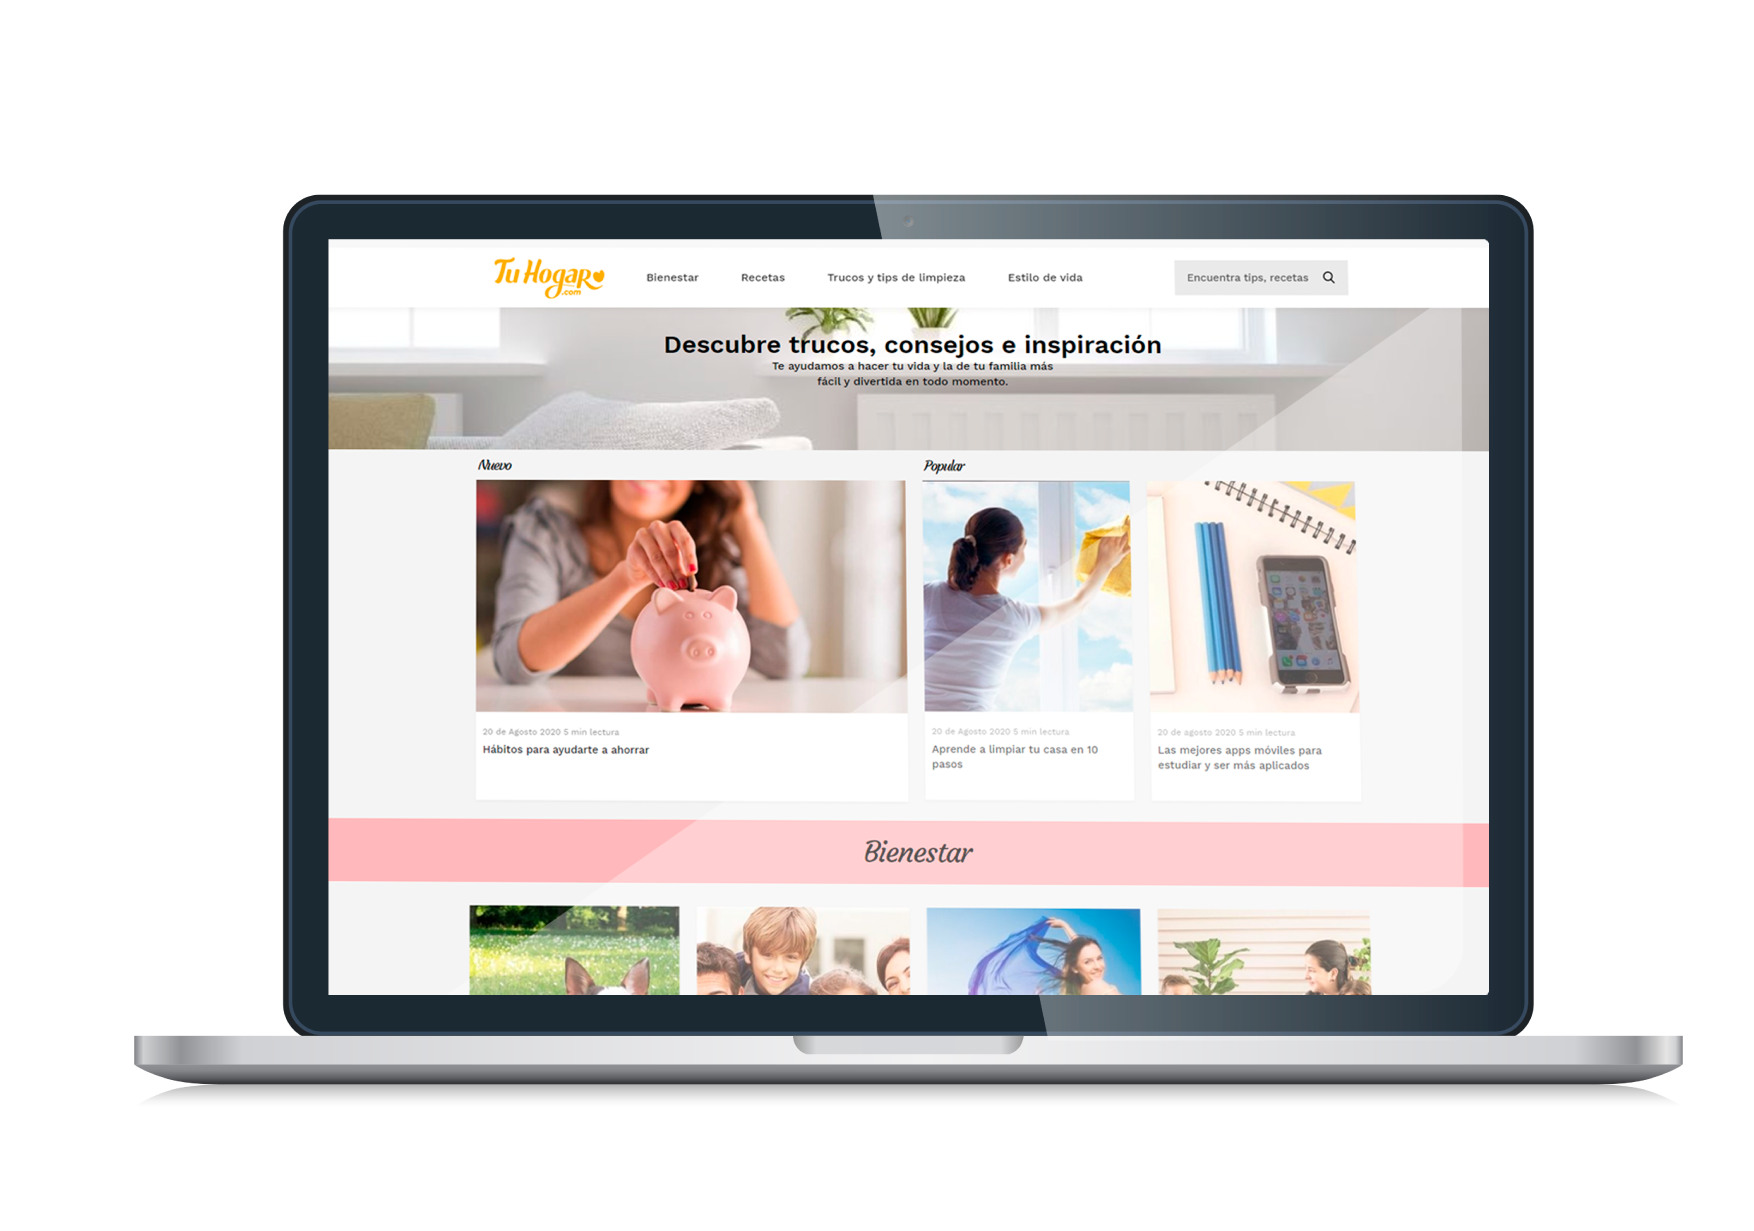 Tu Hogar
.com
Bienestar
Recetas
Trucos y tips de limpieza
Estilo de vida
Encuentra tips, recetas
Descubre trucos, consejos e inspiración
Te ayudamos a hacer tu vida y la de tu familia más
fácil y divertida en todo momento.
Nuevo
20 de Agosto 2020 5 min lectura
Hábitos para ayudarte a ahorrar
Popular
20 de Agosto 2020 5 min lectura
Aprende a limpiar tu casa en 10
pasos
20 de agosto 2020 5 min lectura
Las mejores apps móviles para
estudiar y ser más aplicados
Bienestar